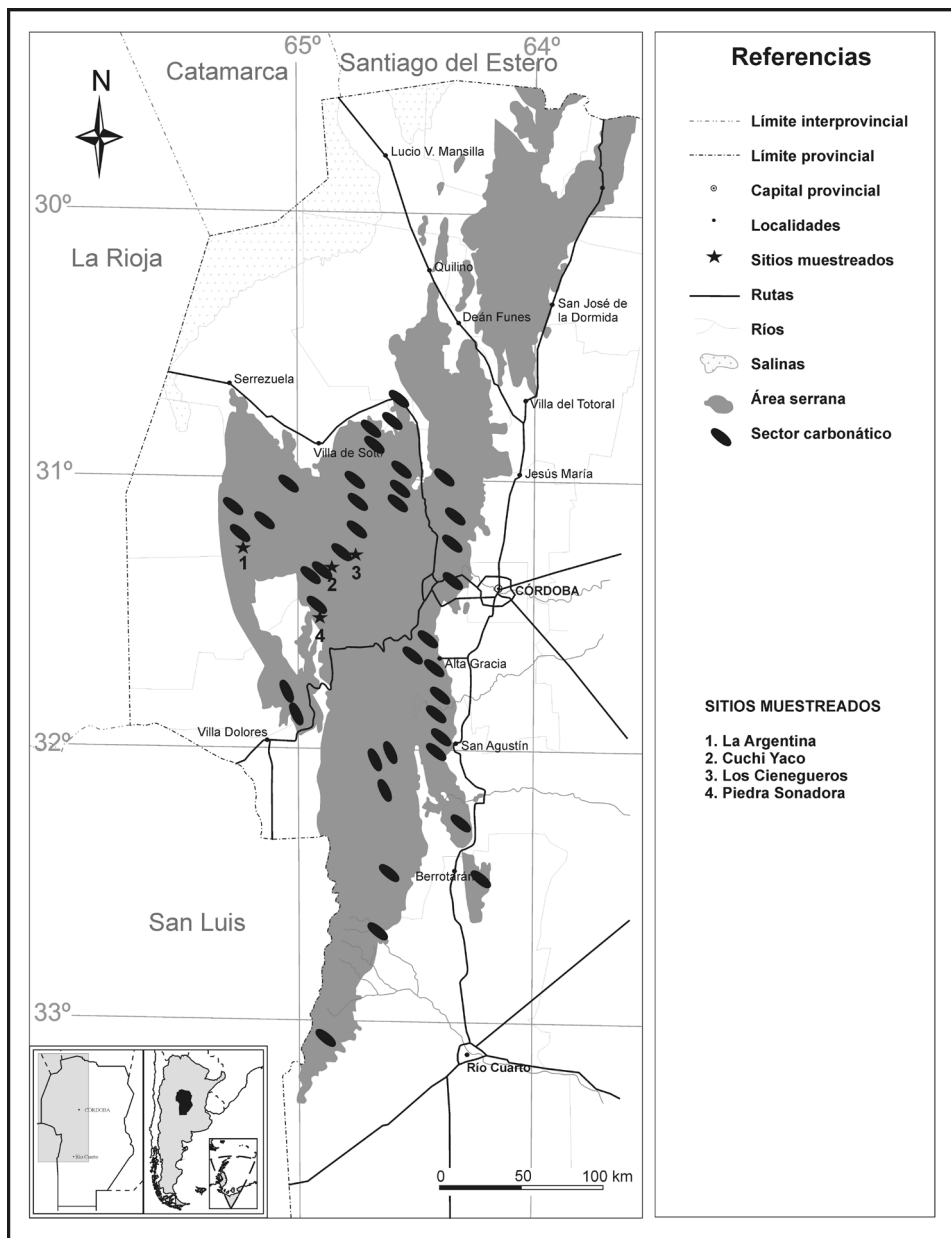 65º
64º
Catamarca
Santiago del Estero
N
Lucio V. Mansilla
30º
La Rioja
Quilino
Deán Funes
San José de
la Dormida
Serrezuela
Villa del Totoral
Villa de Soto
31º
Jesús María
1
2
3
CÓRDOBA
4
Alta Gracia
Villa Dolores
32º
San Agustín
Berrotarán
San Luis
33º
Río Cuarto
CÓRDOBA
Río Cuarto
0 50 100 km
Referencias
Límite interprovincial
Límite provincial
Capital provincial
Localidades
Sitios muestreados
Rutas
Ríos
Salinas
Área serrana
Sector carbonático
SITIOS MUESTREADOS
1. La Argentina
2. Cuchi Yaco
3. Los Cienegueros
4. Piedra Sonadora